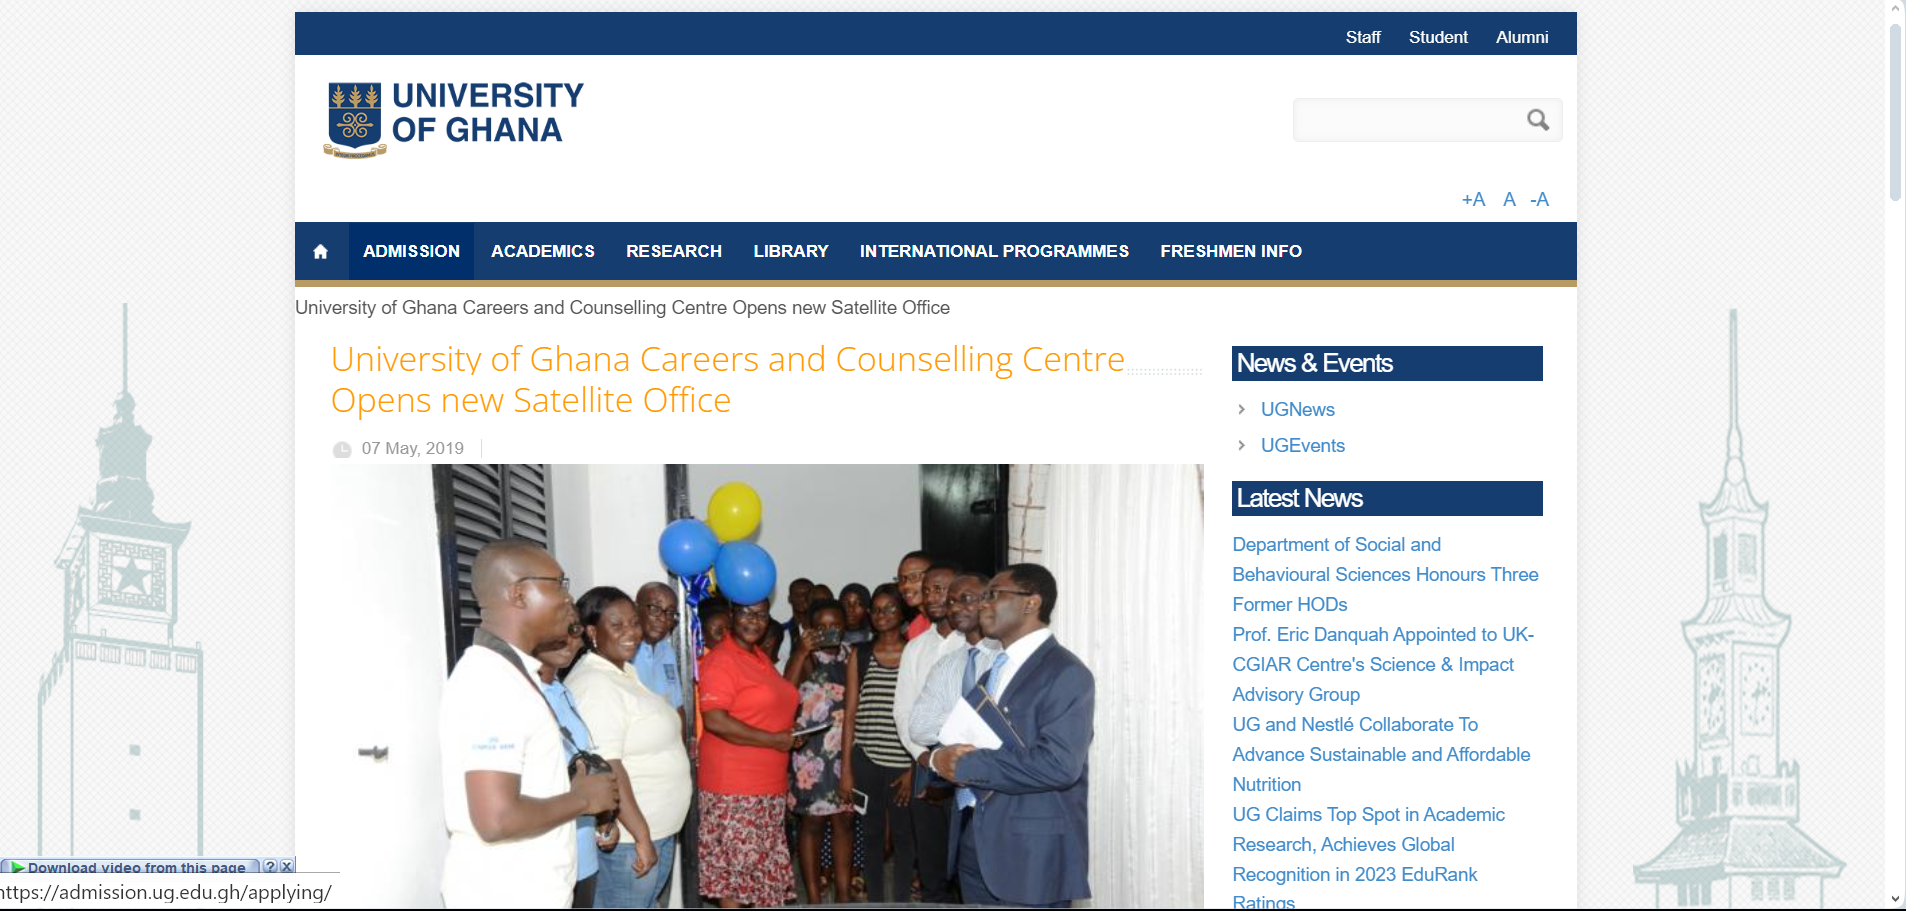 Staff Student Alumni
UNIVERSITY
OF GHANA
+A A -A
ADMISSION ACADEMICS RESEARCH LIBRARY INTERNATIONAL PROGRAMMES FRESHMEN INFO
University of Ghana Careers and Counselling Centre Opens new Satellite Office
University of Ghana Careers and Counselling Centre
Opens new Satellite Office
07 May, 2019
News & Events
UGNews
UGEvents
Latest News
Department of Social and
Behavioural Sciences Honours Three
Former HODs
Prof. Eric Danquah Appointed to UK-
CGIAR Centre's Science & Impact
Advisory Group
UG and Nestlé Collaborate To
Advance Sustainable and Affordable
Nutrition
UG Claims Top Spot in Academic
Research, Achieves Global
Recognition in 2023 EduRank
Ratings
Download video from this page ? X
https://admission.ug.edu.gh/applying/